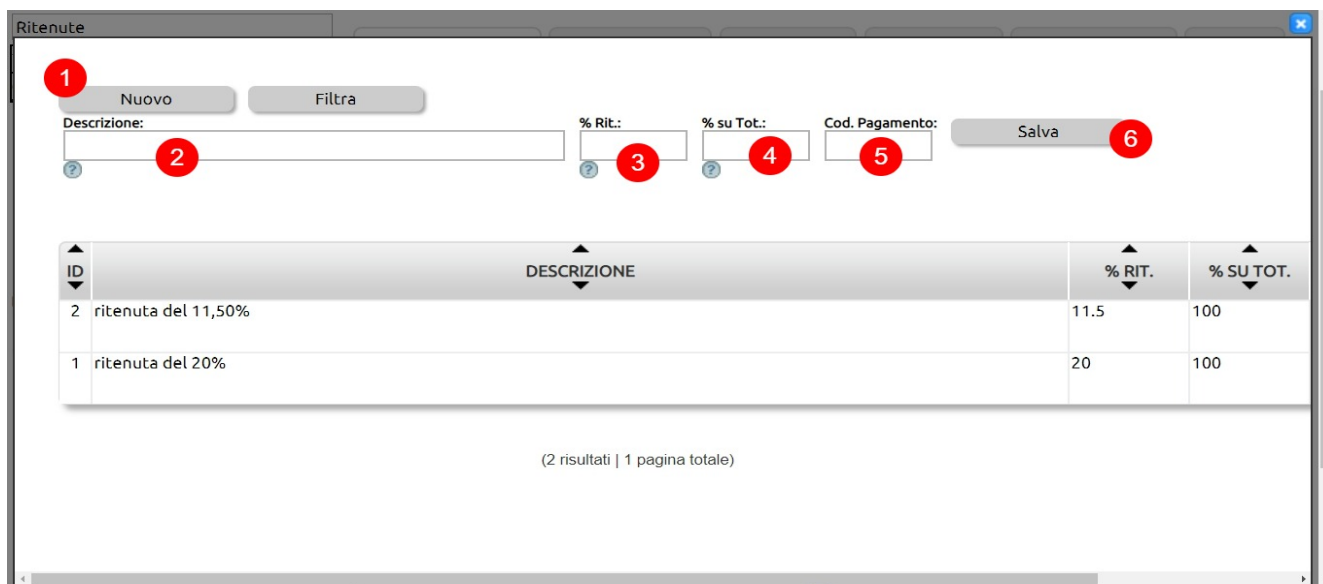 Ritenute
1
Nuovo Filtra
Descrizione: % Rit.: % su Tot.: Cod. Pagamento:
Salva
2 3 4 5 6
? ? ?
ID DESCRIZIONE % RIT. % SU TOT.
2 ritenuta del 11,50% 11.5 100
1 ritenuta del 20% 20 100
(2 risultati | 1 pagina totale)